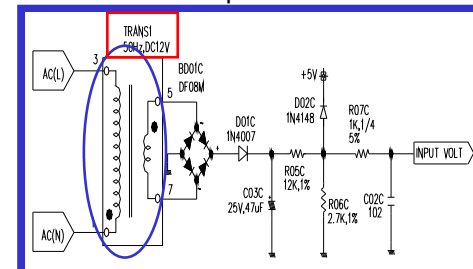 TRANS1
50Hz,DC12V
AC(L)
3
5
BD01C
DF08M
7
AC(N)
D01C
1N4007
+
+5V
D02C
1N4148
R07C
1K,1/4
5%
INPUT VOLT
R05C
12K,1%
C03C
25V,47uF
R06C
2.7K,1%
C02C
102